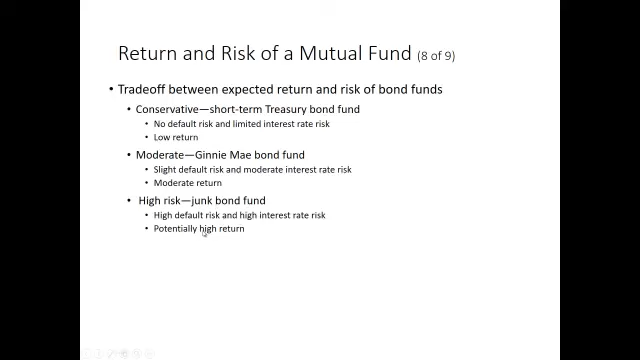 Return and Risk of a Mutual Fund (8 of 9)
• Tradeoff between expected return and risk of bond funds
• Conservative—short-term Treasury bond fund
• No default risk and limited interest rate risk
• Low return
• Moderate—Ginnie Mae bond fund
• Slight default risk and moderate interest rate risk
• Moderate return
• High risk—junk bond fund
• High default risk and high interest rate risk
• Potentially high return